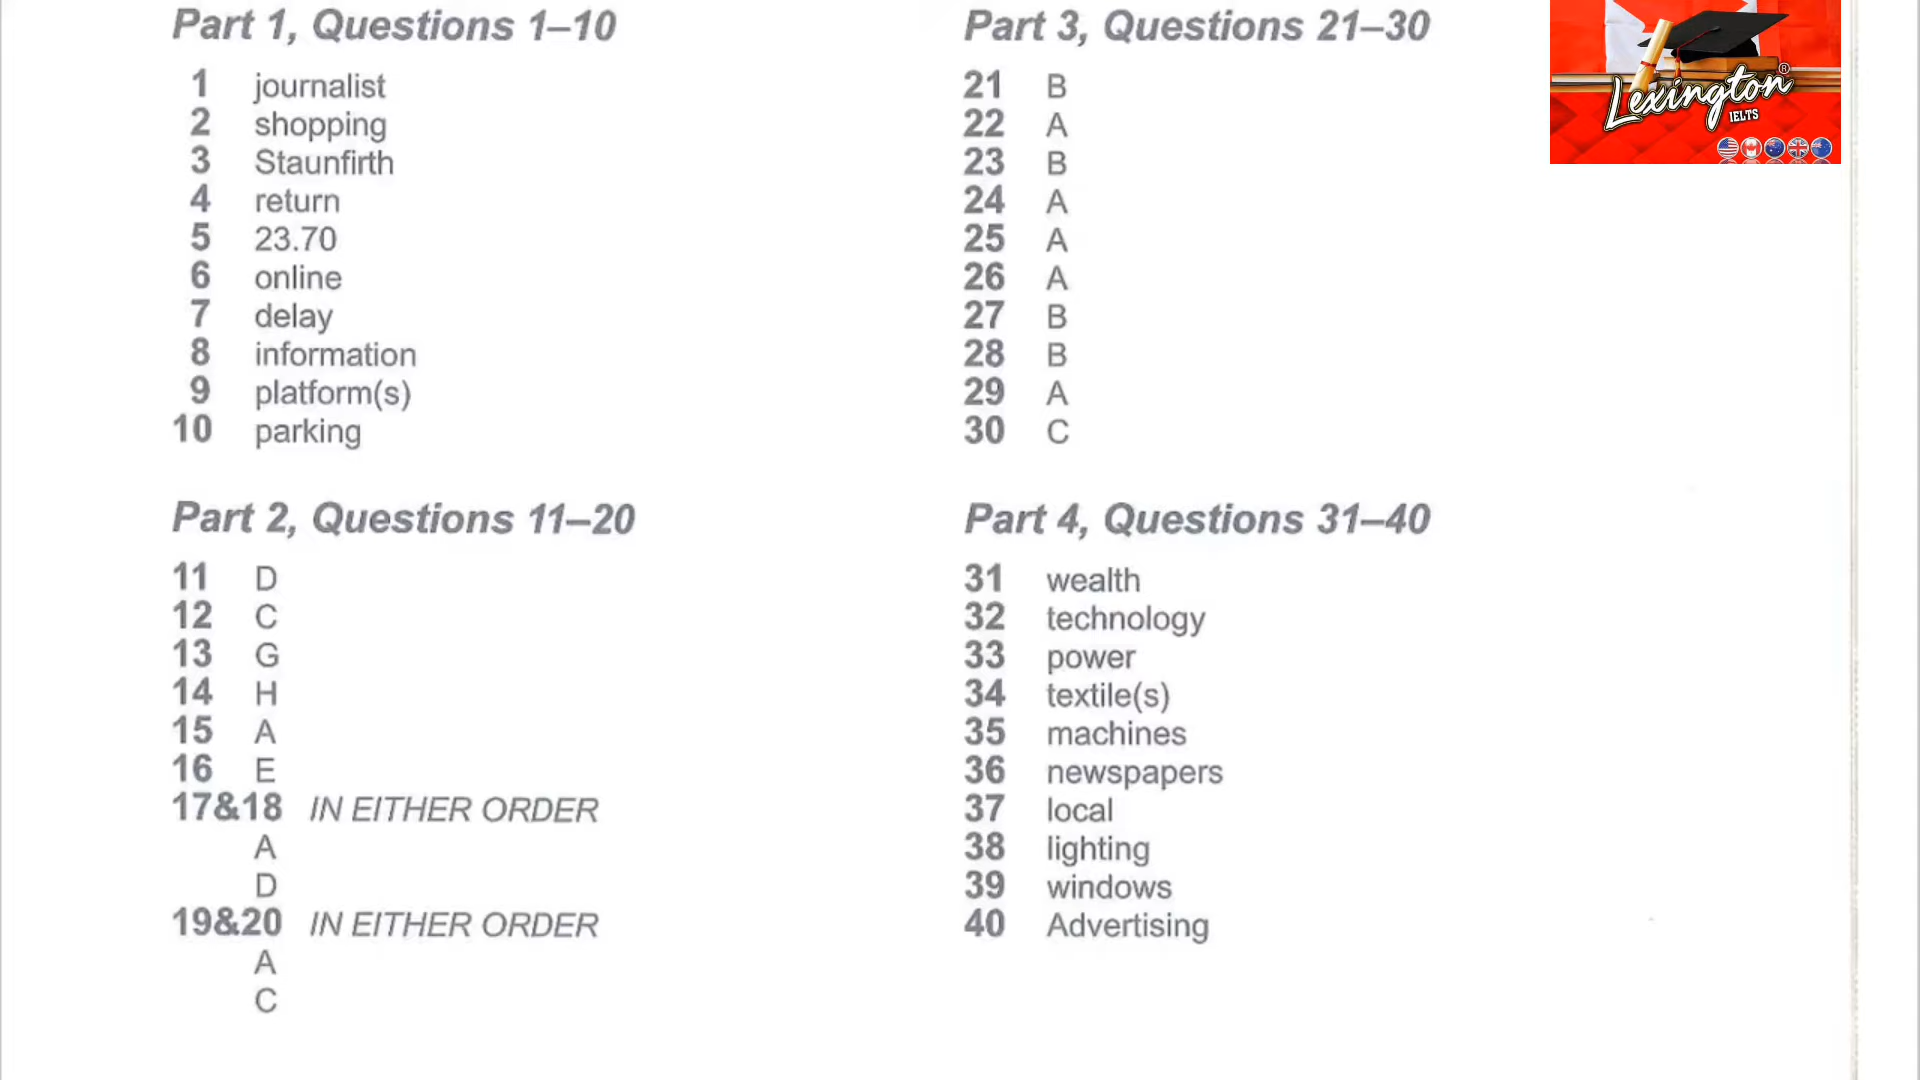 Part 1, Questions 1–10
1 journalist
2 shopping
3 Staunfirth
4 return
5 23.70
6 online
7 delay
8 information
9 platform(s)
10 parking
Part 2, Questions 11–20
11 D
12 C
13 G
14 H
15 A
16 E
17&18 IN EITHER ORDER
A
D
19&20 IN EITHER ORDER
A
C
Part 3, Questions 21–30
21 B
22 A
23 B
24 A
25 A
26 A
27 B
28 B
29 A
30 C
Part 4, Questions 31–40
31 wealth
32 technology
33 power
34 textile(s)
35 machines
36 newspapers
37 local
38 lighting
39 windows
40 Advertising
Lexington ®
IELTS